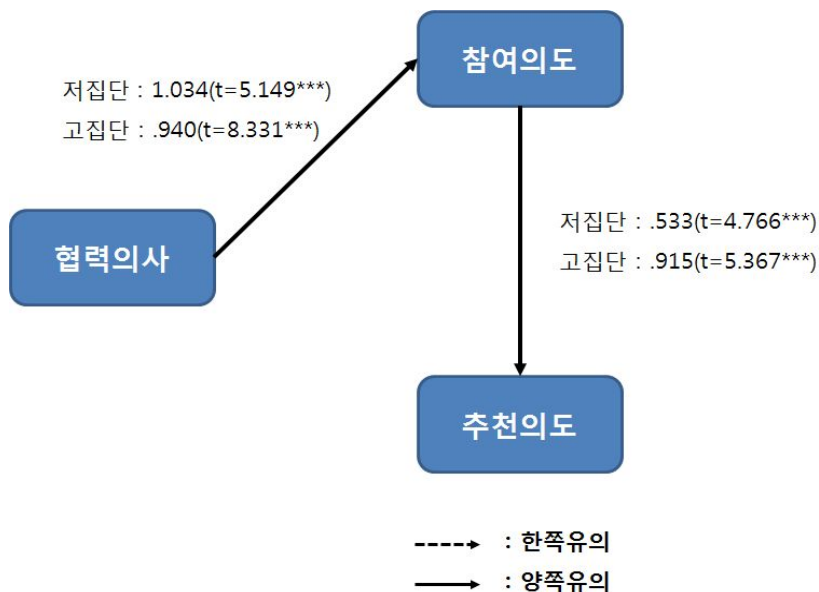 참여의도
저집단 : 1.034(t=5.149***)
고집단 : .940(t=8.331***)
협력의사
저집단 : .533(t=4.766***)
고집단 : .915(t=5.367***)
추천의도
: 한쪽유의
: 양쪽유의